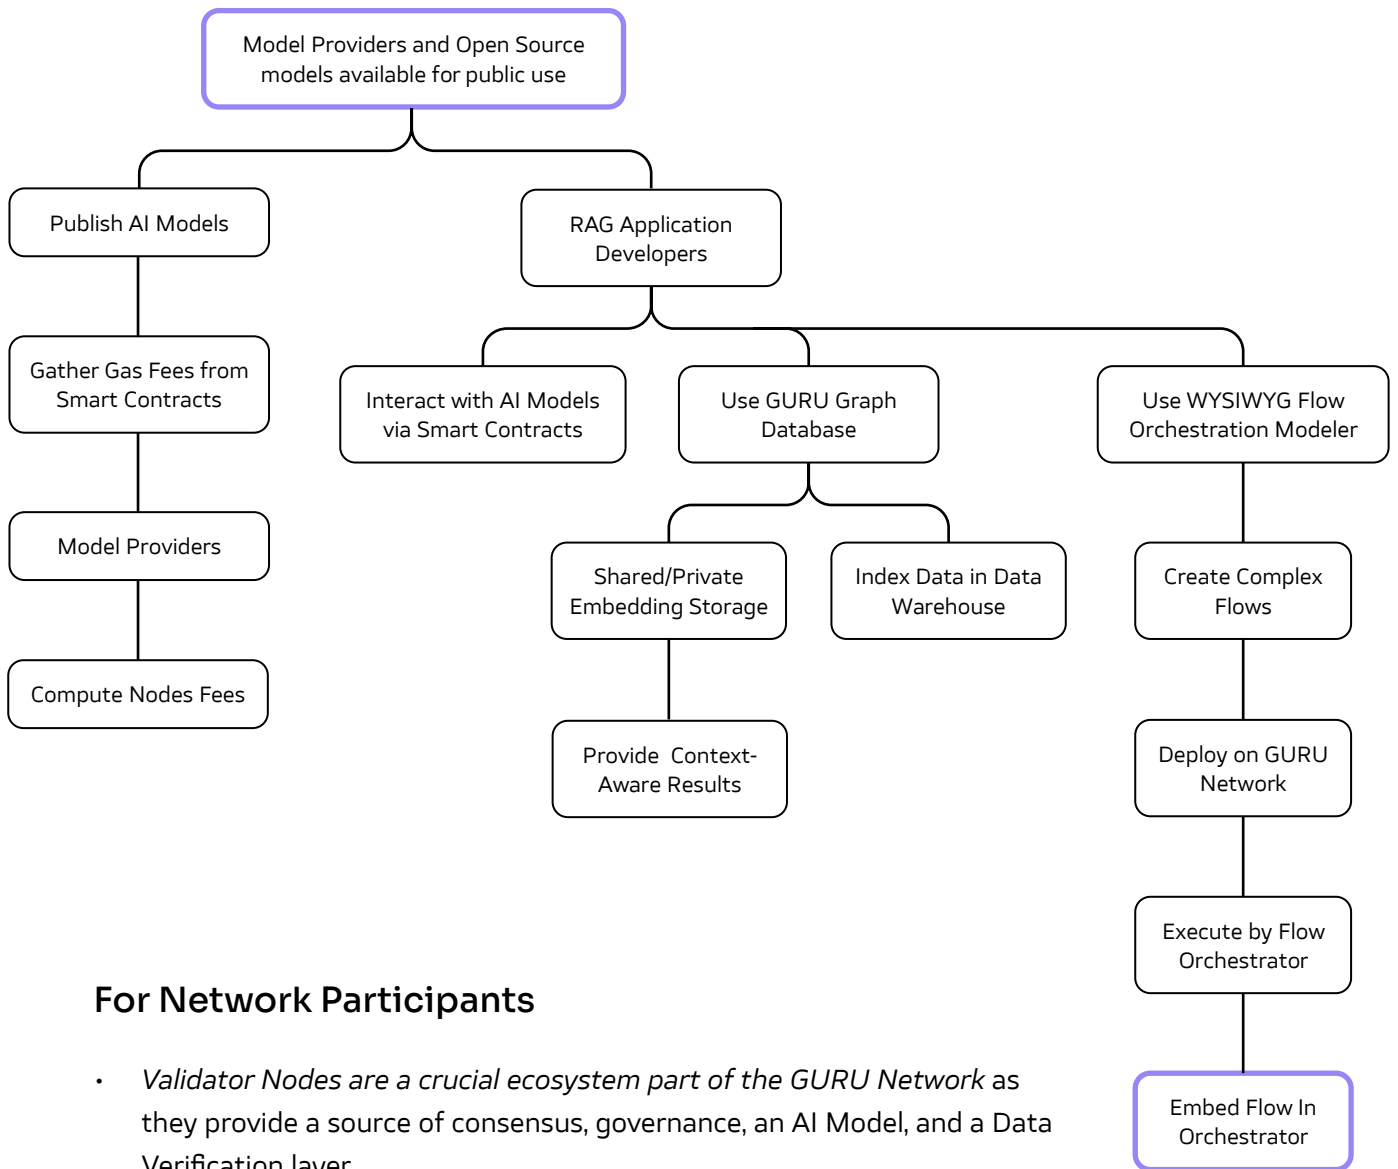 Model Providers and Open Source
models available for public use
Publish AI Models
RAG Application
Developers
Gather Gas Fees from
Smart Contracts
Interact with AI Models
via Smart Contracts
Use GURU Graph
Database
Use WYSIWYG Flow
Orchestration Modeler
Model Providers
Shared/Private
Embedding Storage
Index Data in Data
Warehouse
Create Complex
Flows
Compute Nodes Fees
Provide Context-
Aware Results
Deploy on GURU
Network
Execute by Flow
Orchestrator
Embed Flow In
Orchestrator
For Network Participants
• Validator Nodes are a crucial ecosystem part of the GURU Network as
they provide a source of consensus, governance, an AI Model, and a Data
Verification layer